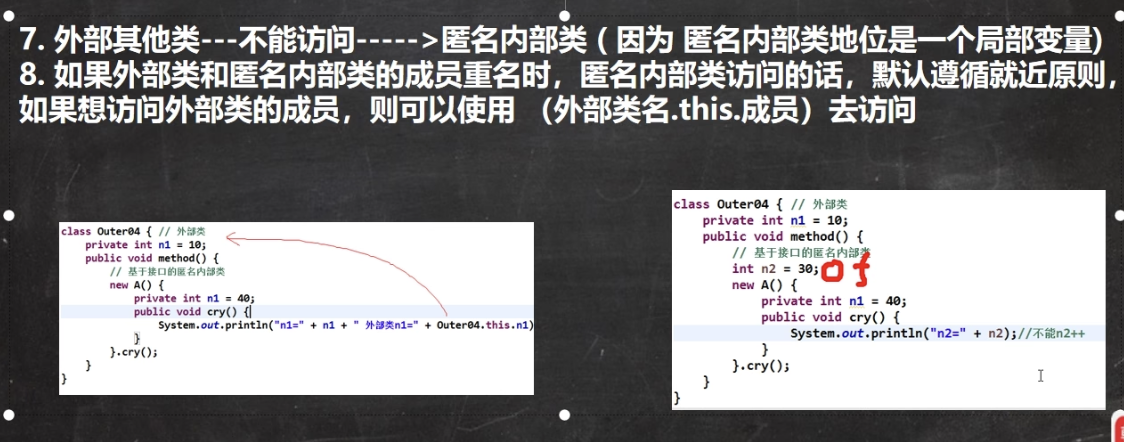 7. 外部其他类---不能访问----->匿名内部类 ( 因为 匿名内部类地位是一个局部变量)
8. 如果外部类和匿名内部类的成员重名时，匿名内部类访问的话，默认遵循就近原则，
如果想访问外部类的成员，则可以使用 （外部类名.this.成员）去访问
class Outer04 { // 外部类
private int n1 = 10;
public void method() {
// 基于接口的匿名内部类
new A() {
private int n1 = 40;
public void cry() {
System.out.println("n1=" + n1 + " 外部类n1=" + Outer04.this.n1)
}
}.cry();
}
}
class Outer04 { // 外部类
private int n1 = 10;
public void method() {
// 基于接口的匿名内部类
int n2 = 30;
new A() {
private int n1 = 40;
public void cry() {
System.out.println("n2=" + n2);//不能n2++
}
}.cry();
}
}